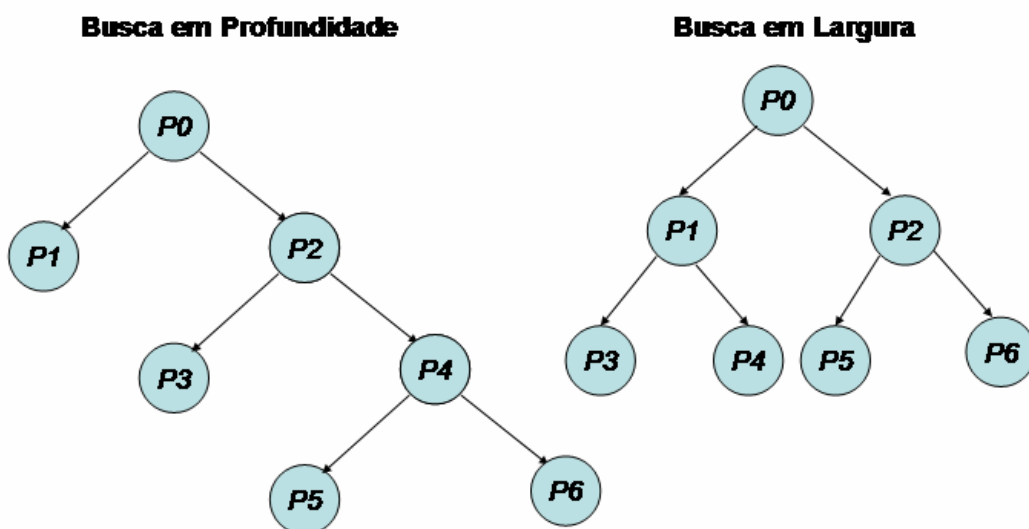 Busca em Profundidade
P0
P1
P2
P3
P4
P5
P6
Busca em Largura
P0
P1
P2
P3
P4
P5
P6